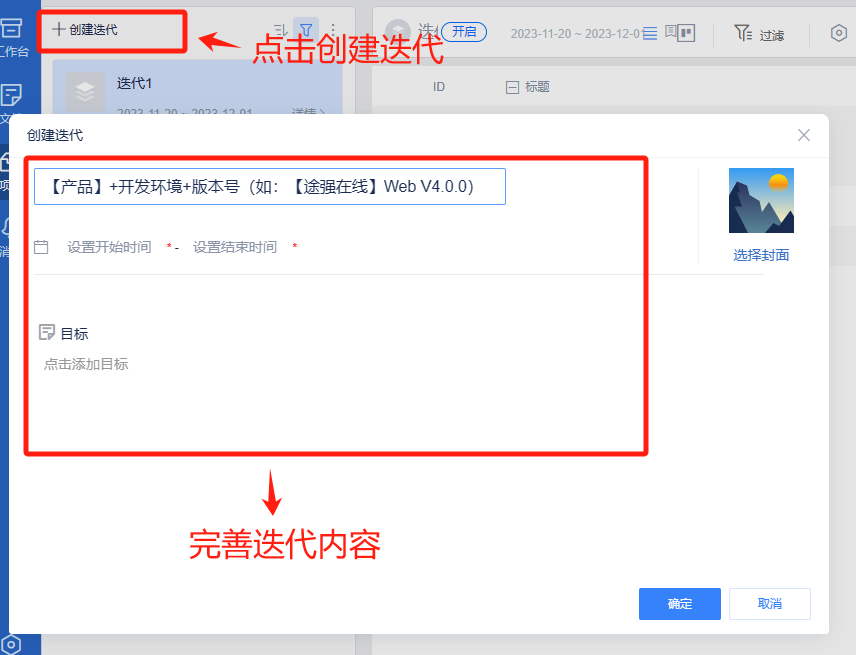 创建迭代
开启
2023-11-20 ~ 2023-12-01
过滤
工作台
点击创建迭代
迭代1
ID
标题
2023-11-20 ~ 2023-12-01
详情
创建迭代
【产品】+开发环境+版本号（如：【途强在线】Web V4.0.0）
设置开始时间 * - 设置结束时间 *
选择封面
目标
点击添加目标
完善迭代内容
确定
取消